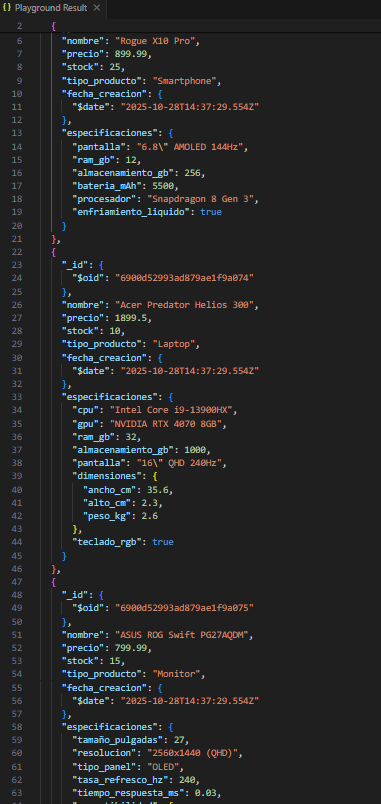 {} Playground Result ×
2 {
6 "nombre": "Rogue X10 Pro",
7 "precio": 899.99,
8 "stock": 25,
9 "tipo_producto": "Smartphone",
10 "fecha_creacion": {
11 "$date": "2025-10-28T14:37:29.554Z"
12 },
13 "especificaciones": {
14 "pantalla": "6.8\" AMOLED 144Hz",
15 "ram_gb": 12,
16 "almacenamiento_gb": 256,
17 "bateria_mAh": 5500,
18 "procesador": "Snapdragon 8 Gen 3",
19 "enfriamiento_liquido": true
20 }
21 },
22 {
23 "_id": {
24 "$oid": "6900d52993ad879ae1f9a074"
25 },
26 "nombre": "Acer Predator Helios 300",
27 "precio": 1899.5,
28 "stock": 10,
29 "tipo_producto": "Laptop",
30 "fecha_creacion": {
31 "$date": "2025-10-28T14:37:29.554Z"
32 },
33 "especificaciones": {
34 "cpu": "Intel Core i9-13900HX",
35 "gpu": "NVIDIA RTX 4070 8GB",
36 "ram_gb": 32,
37 "almacenamiento_gb": 1000,
38 "pantalla": "16\" QHD 240Hz",
39 "dimensiones": {
40 "ancho_cm": 35.6,
41 "alto_cm": 2.3,
42 "peso_kg": 2.6
43 },
44 "teclado_rgb": true
45 }
46 },
47 {
48 "_id": {
49 "$oid": "6900d52993ad879ae1f9a075"
50 },
51 "nombre": "ASUS ROG Swift PG27AQDM",
52 "precio": 799.99,
53 "stock": 15,
54 "tipo_producto": "Monitor",
55 "fecha_creacion": {
56 "$date": "2025-10-28T14:37:29.554Z"
57 },
58 "especificaciones": {
59 "tamaño_pulgadas": 27,
60 "resolucion": "2560x1440 (QHD)",
61 "tipo_panel": "OLED",
62 "tasa_refresco_hz": 240,
63 "tiempo_respuesta_ms": 0.03,